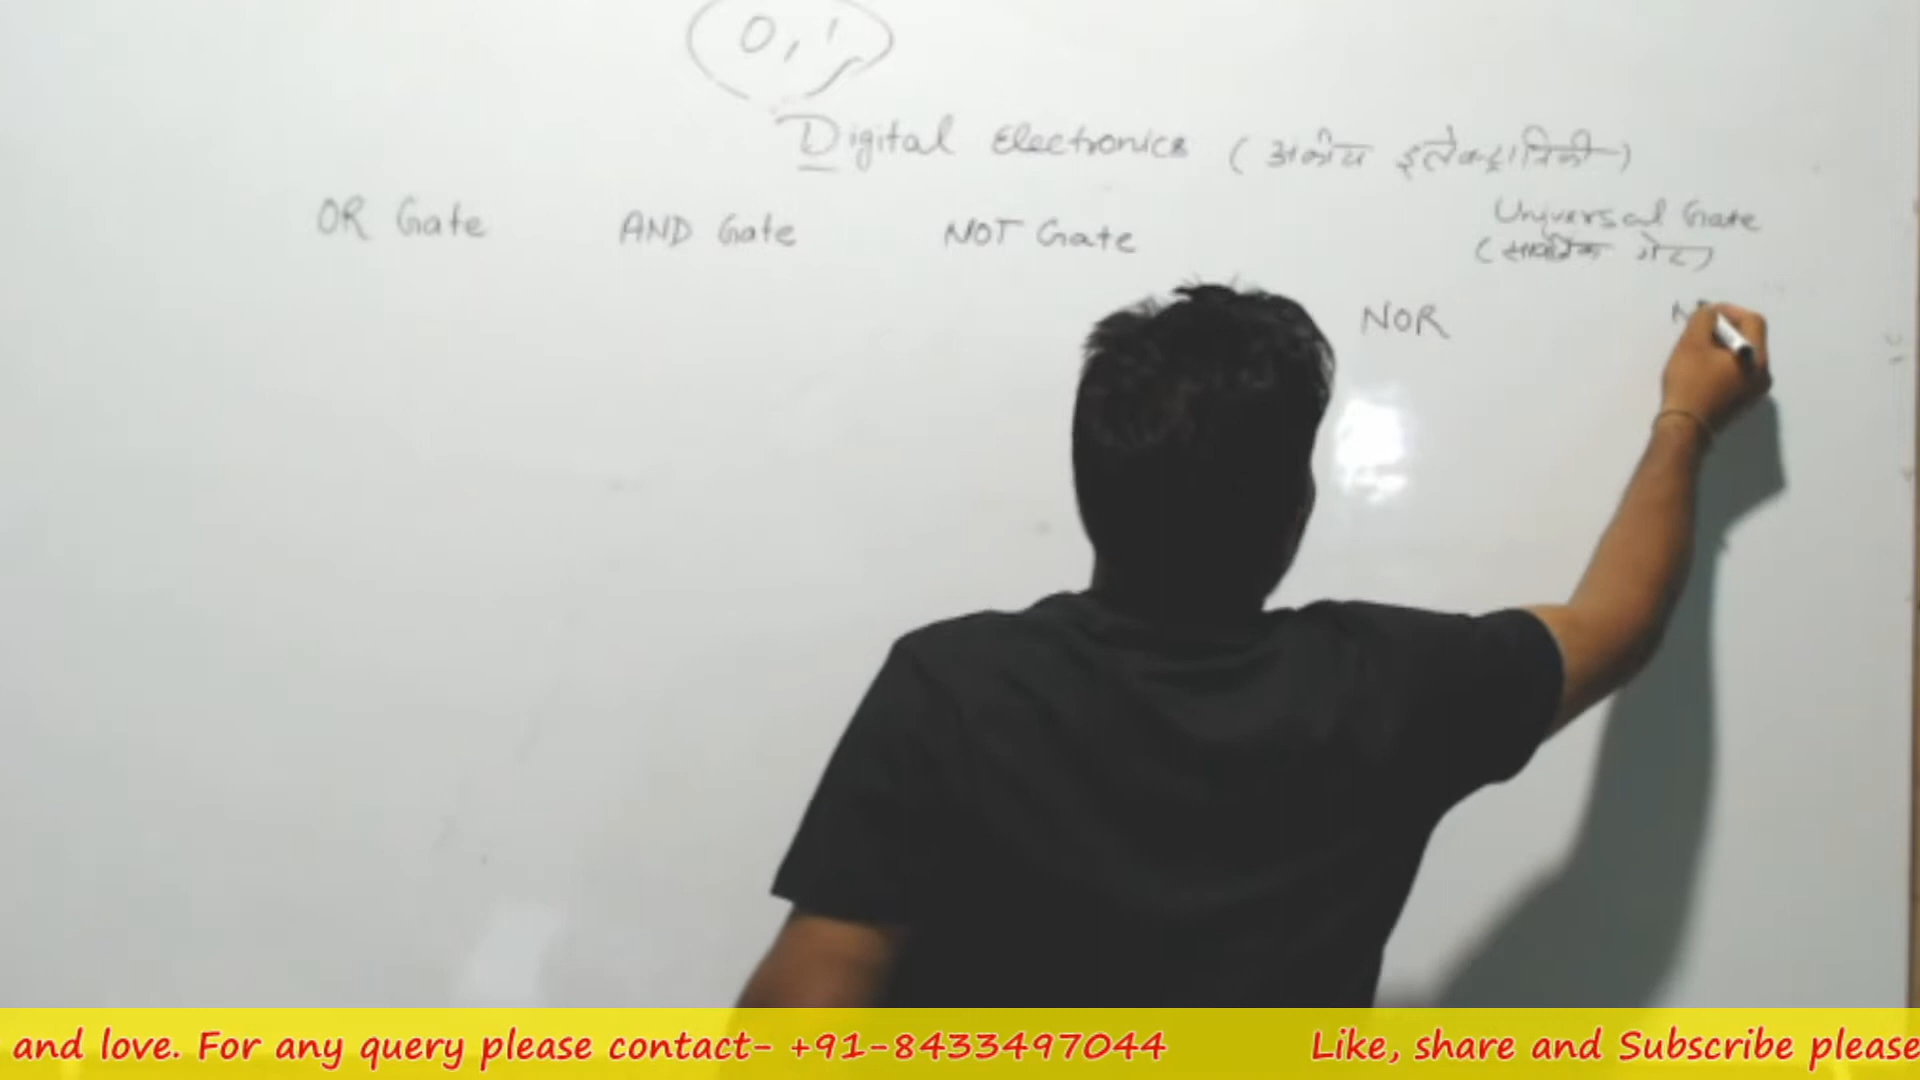 0, 1
Digital Electronics (अंकीय इलेक्ट्रानिकी)
OR Gate AND Gate NOT Gate Universal Gate
(सार्वत्रिक गेट)
NOR N
and love. For any query please contact- +91-8433497044 Like, share and Subscribe please